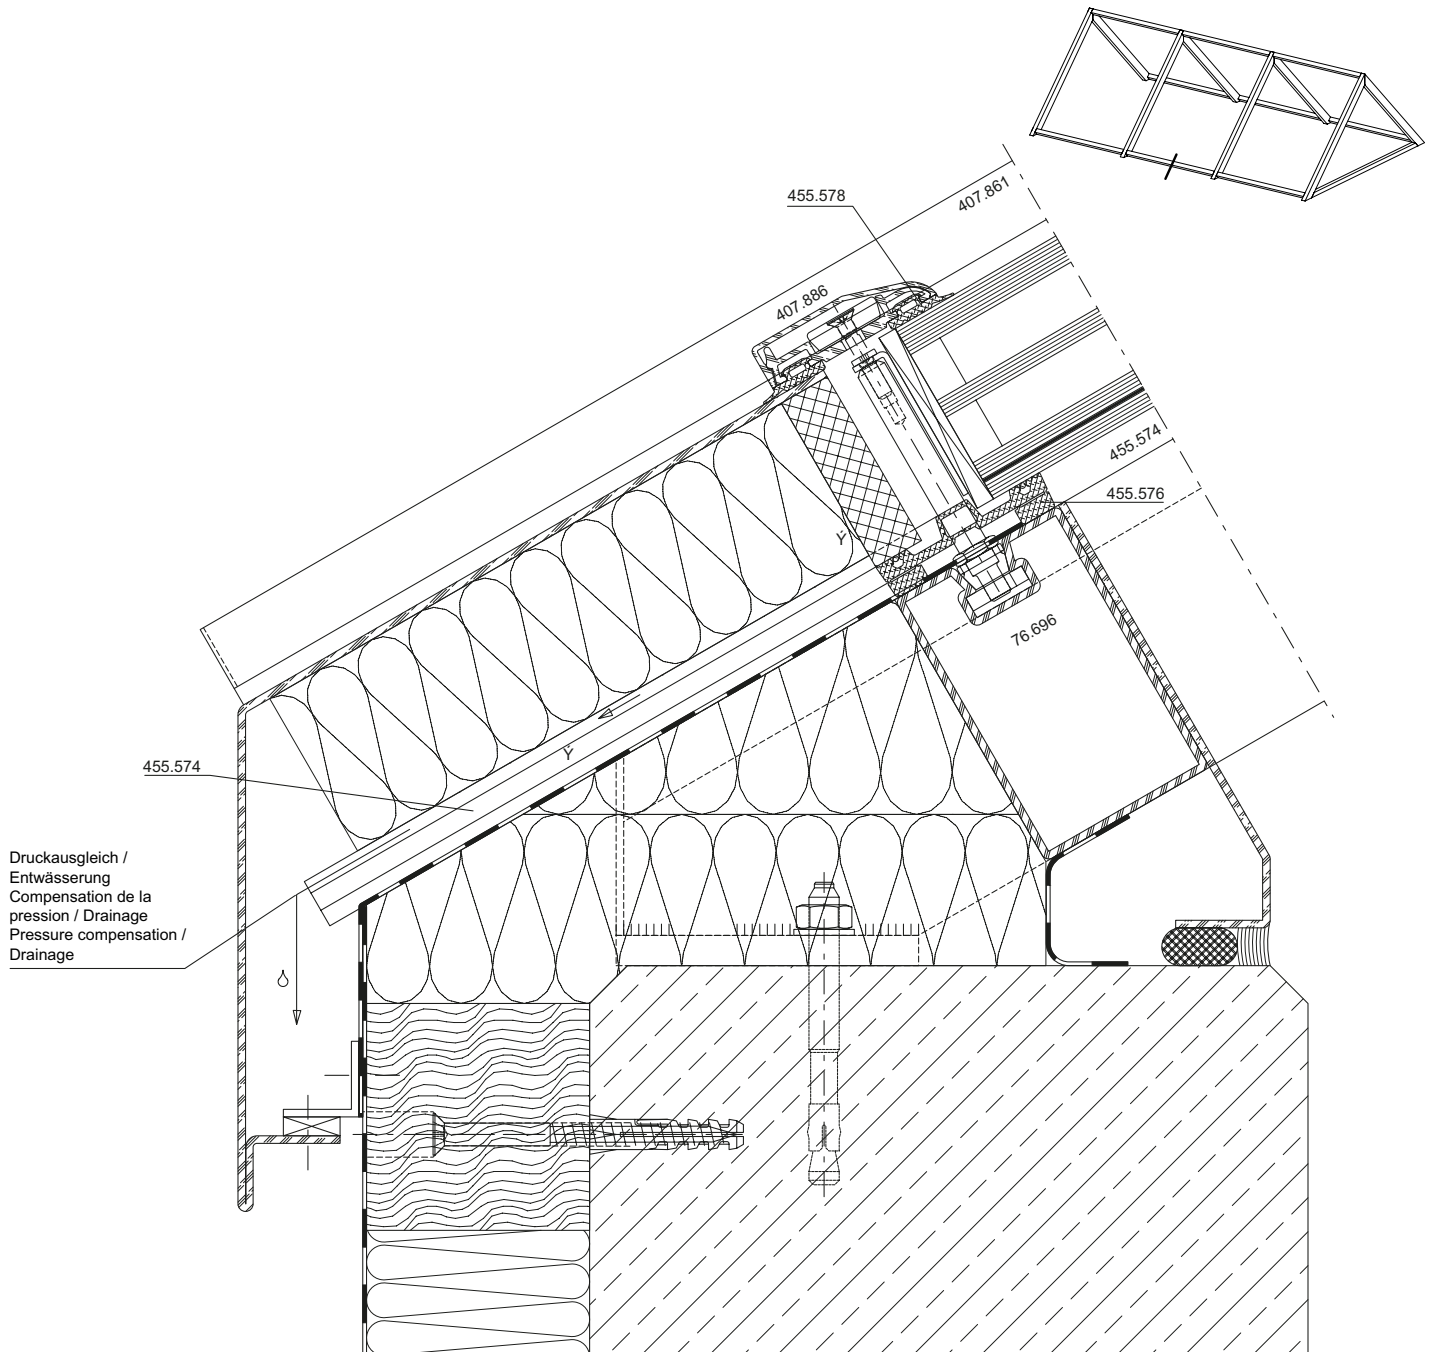 407.861
455.578
407.886
455.574
455.576
76.696
Ÿ
Ÿ
455.574
Druckausgleich /
Entwässerung
Compensation de la
pression / Drainage
Pressure compensation /
Drainage